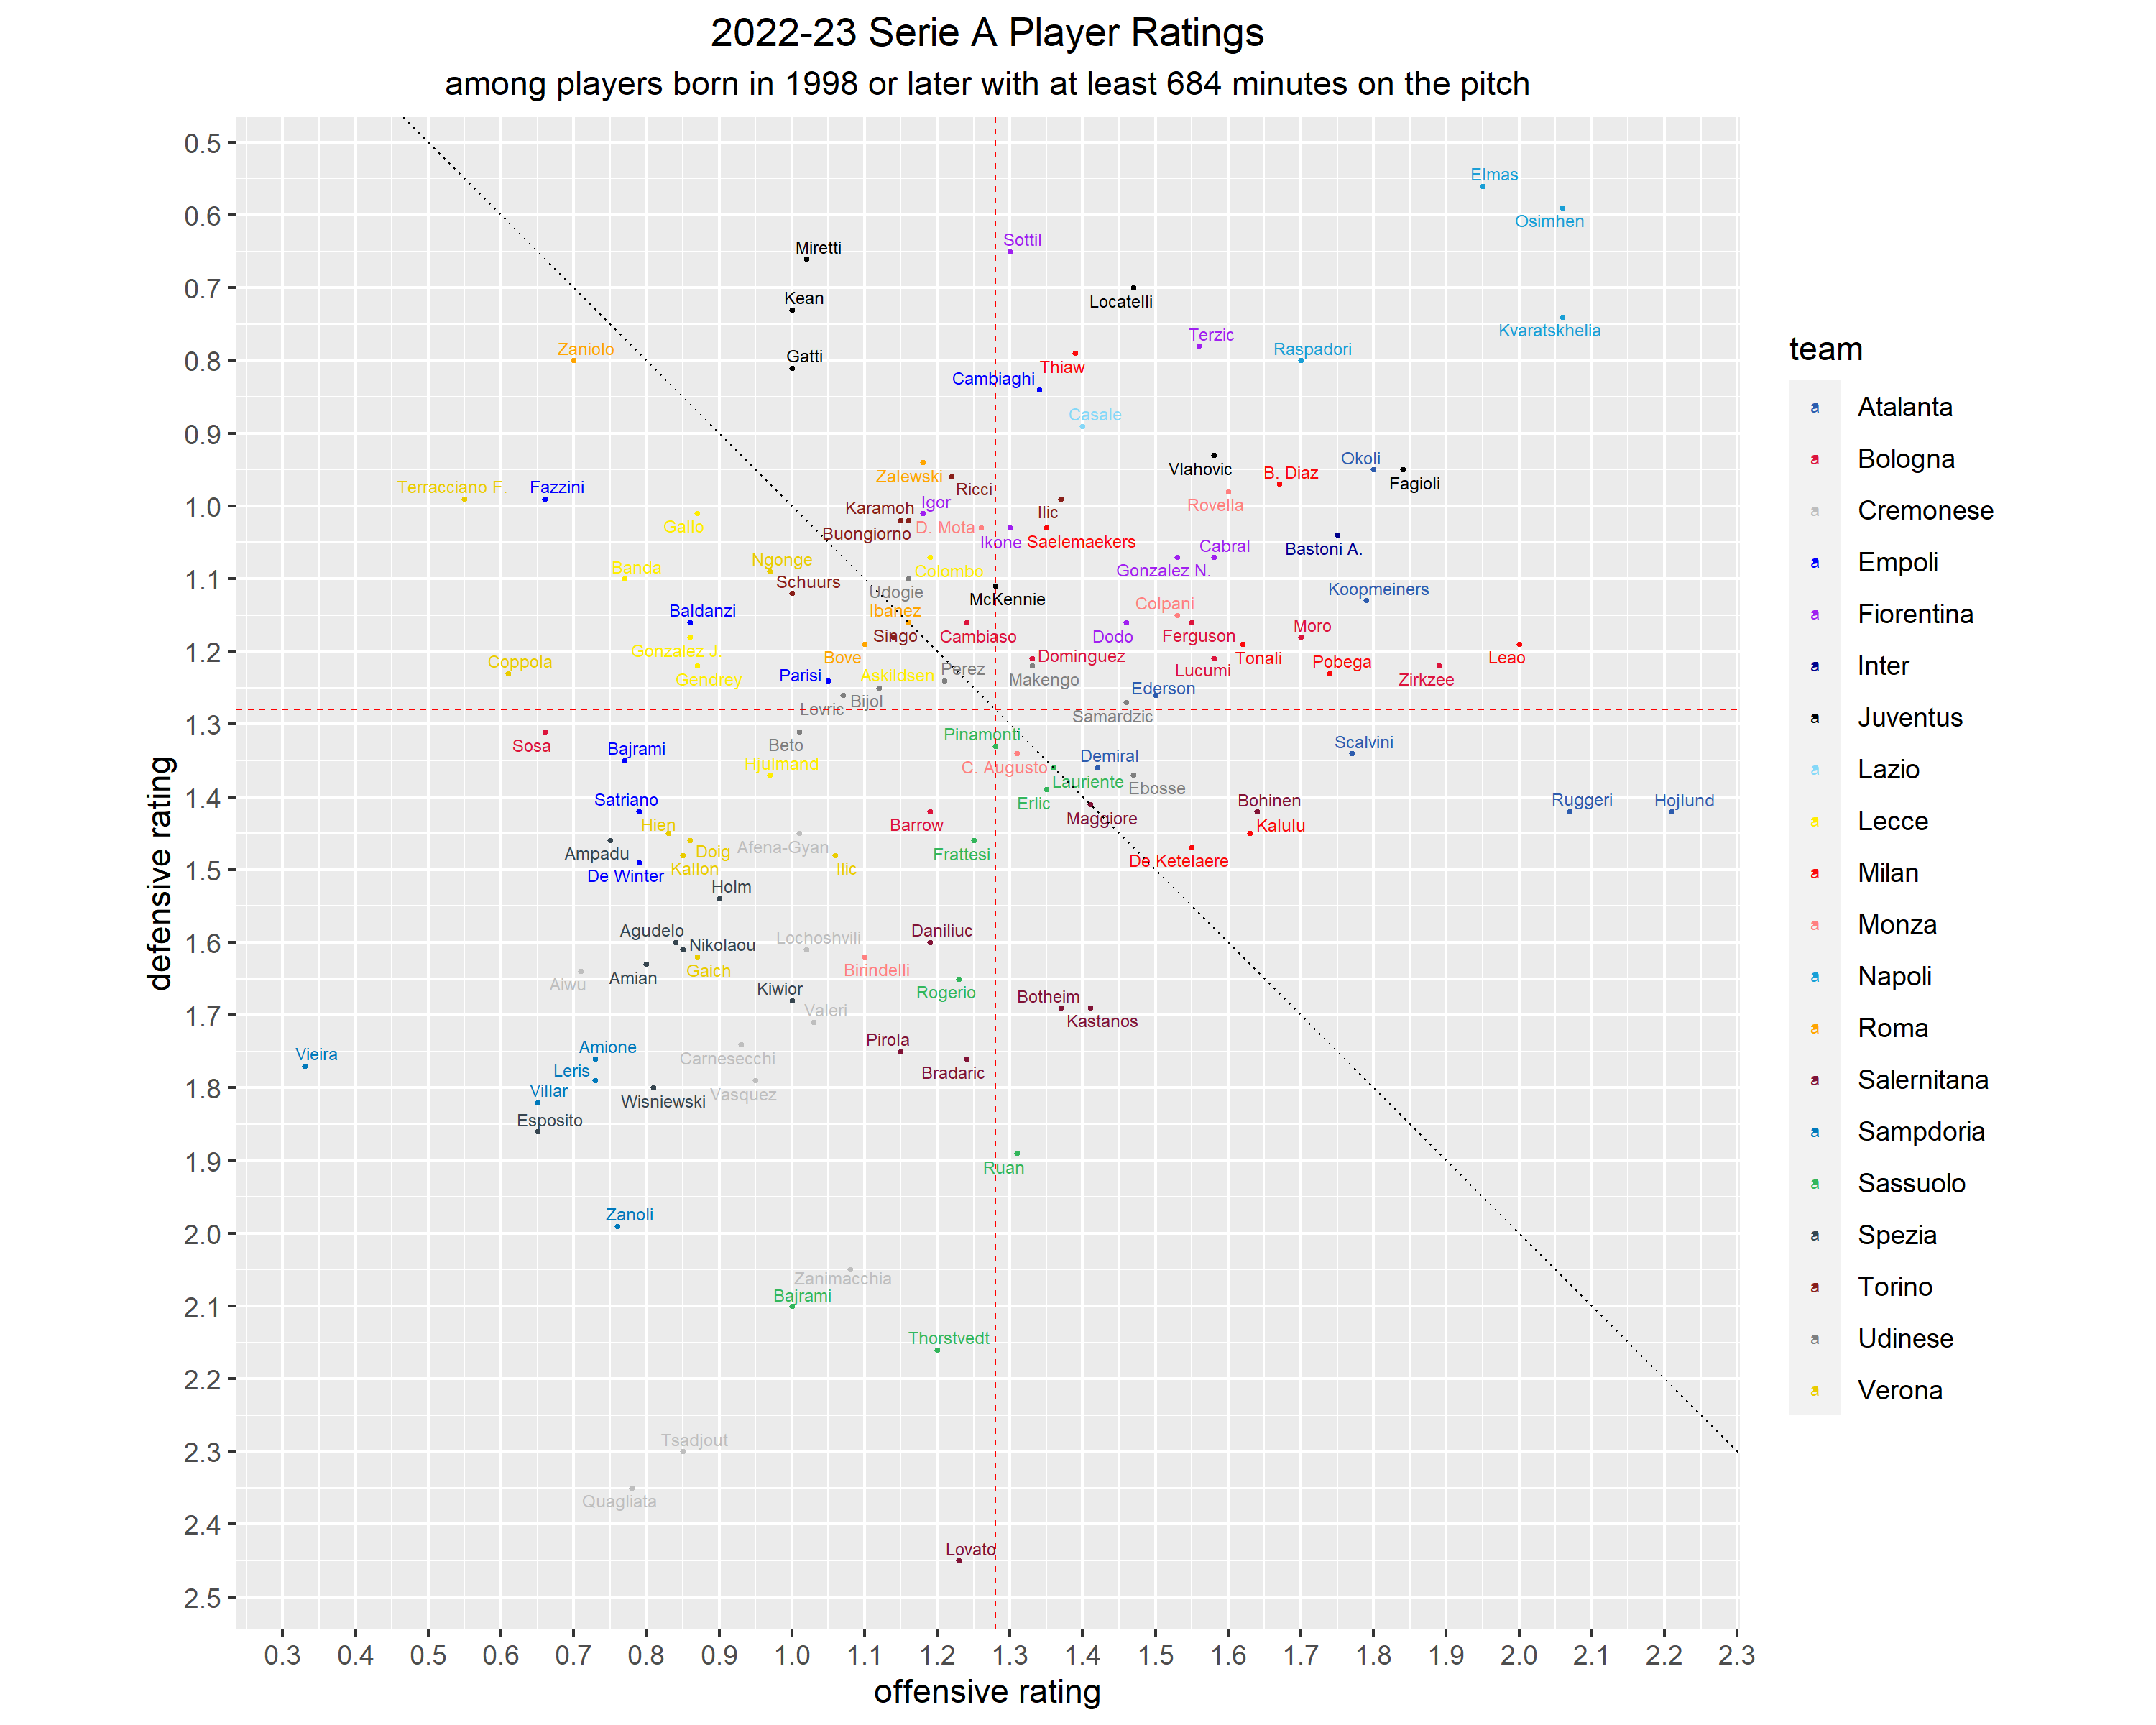 2022-23 Serie A Player Ratings
among players born in 1998 or later with at least 684 minutes on the pitch
defensive rating
0.5
0.6
0.7
0.8
0.9
1.0
1.1
1.2
1.3
1.4
1.5
1.6
1.7
1.8
1.9
2.0
2.1
2.2
2.3
2.4
2.5
Elmas
Osimhen
Sottil
Miretti
Kean
Locatelli
Kvaratskhelia
Terzic
Zaniolo
Gatti
Thiaw
Raspadori
Cambiaghi
Casale
Zalewski
Vlahovic
B. Diaz
Okoli
Fagioli
Terracciano F.
Fazzini
Ricci
Igor
Karamoh
Ilic
Rovella
Gallo
Buongiorno
D. Mota
Ikone
Saelemaekers
Cabral
Bastoni A.
Ngonge
Banda
Colombo
Gonzalez N.
Schuurs
Udogie
McKennie
Koopmeiners
Baldanzi
Ibanez
Colpani
Singo
Cambiaso
Dodo
Ferguson
Moro
Gonzalez J.
Bove
Dominguez
Tonali
Leao
Coppola
Gendrey
Parisi
Askildsen
Perez
Makengo
Lucumi
Pobega
Zirkzee
Ederson
Lovric
Bijol
Samardzic
Sosa
Bajrami
Beto
Pinamonti
Scalvini
Hjulmand
C. Augusto
Demiral
Lauriente
Ebosse
Satriano
Erlic
Bohinen
Ruggeri
Hojlund
Hien
Barrow
Maggiore
Kalulu
Ampadu
Doig
Afena-Gyan
Frattesi
De Ketelaere
De Winter
Kallon
Ilic
Holm
Agudelo
Nikolaou
Lochoshvili
Daniliuc
Aiwu
Amian
Gaich
Birindelli
Kiwior
Rogerio
Botheim
Valeri
Kastanos
Vieira
Amione
Carnesecchi
Pirola
Leris
Bradaric
Villar
Wisniewski
Vasquez
Esposito
Ruan
Zanoli
Zanimacchia
Bajrami
Thorstvedt
Tsadjout
Quagliata
Lovato
0.3 0.4 0.5 0.6 0.7 0.8 0.9 1.0 1.1 1.2 1.3 1.4 1.5 1.6 1.7 1.8 1.9 2.0 2.1 2.2 2.3
offensive rating
team
a Atalanta
a Bologna
a Cremonese
a Empoli
a Fiorentina
a Inter
a Juventus
a Lazio
a Lecce
a Milan
a Monza
a Napoli
a Roma
a Salernitana
a Sampdoria
a Sassuolo
a Spezia
a Torino
a Udinese
a Verona